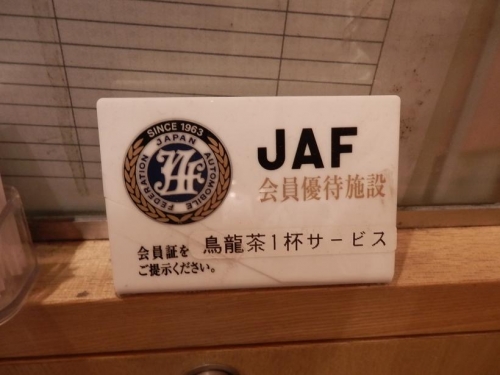 SINCE 1963
JAPAN AUTOMOBILE FEDERATION
JAF
JAF
会員優待施設
会員証を
ご提示ください。
烏龍茶1杯サービス